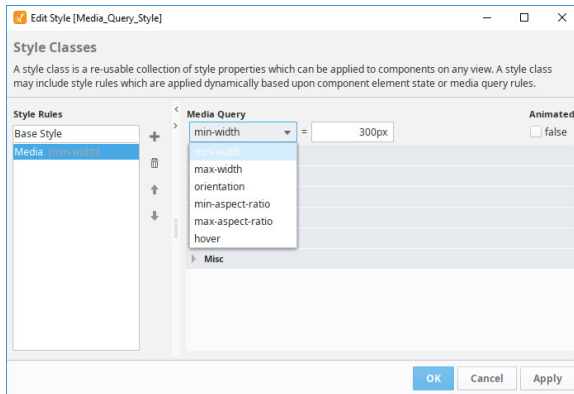 Edit Style [Media_Query_Style]
Style Classes
A style class is a re-usable collection of style properties which can be applied to components on any view. A style class
may include style rules which are applied dynamically based upon component element state or media query rules.
Style Rules
Base Style
Media (min-width)
Media Query
min-width = 300px
Animated
false
min-width
max-width
orientation
min-aspect-ratio
max-aspect-ratio
hover
Misc
OK Cancel Apply